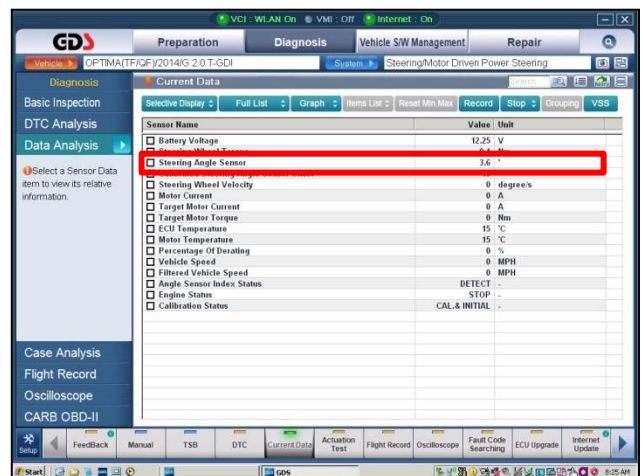 VCI : WLAN On VMI : Off Internet : On
GDS Preparation Diagnosis Vehicle S/W Management Repair
Vehicle OPTIMA(TF/QF)/2014/G 2.0 T-GDI System Steering/Motor Driven Power Steering
Diagnosis Current Data Search
Basic Inspection Selective Display Full List Graph Items List Reset Min.Max. Record Stop Grouping VSS
DTC Analysis Sensor Name Value Unit
Data Analysis
Battery Voltage 12.25 V
Steering Angle Sensor 3.6 °
Select a Sensor Data item to view its relative information.
Steering Wheel Velocity 0 degree/s
Motor Current 0 A
Target Motor Current 0 A
Target Motor Torque 0 Nm
ECU Temperature 15 °C
Motor Temperature 15 °C
Percentage Of Derating 0 %
Vehicle Speed 0 MPH
Filtered Vehicle Speed 0 MPH
Angle Sensor Index Status DETECT -
Engine Status STOP -
Calibration Status CAL.& INITIAL -
Case Analysis
Flight Record
Oscilloscope
CARB OBD-II
Setup FeedBack Manual TSB DTC Current Data Actuation Test Flight Record Oscilloscope Fault Code Searching ECU Upgrade Internet Update
Start GDS 8:25 AM